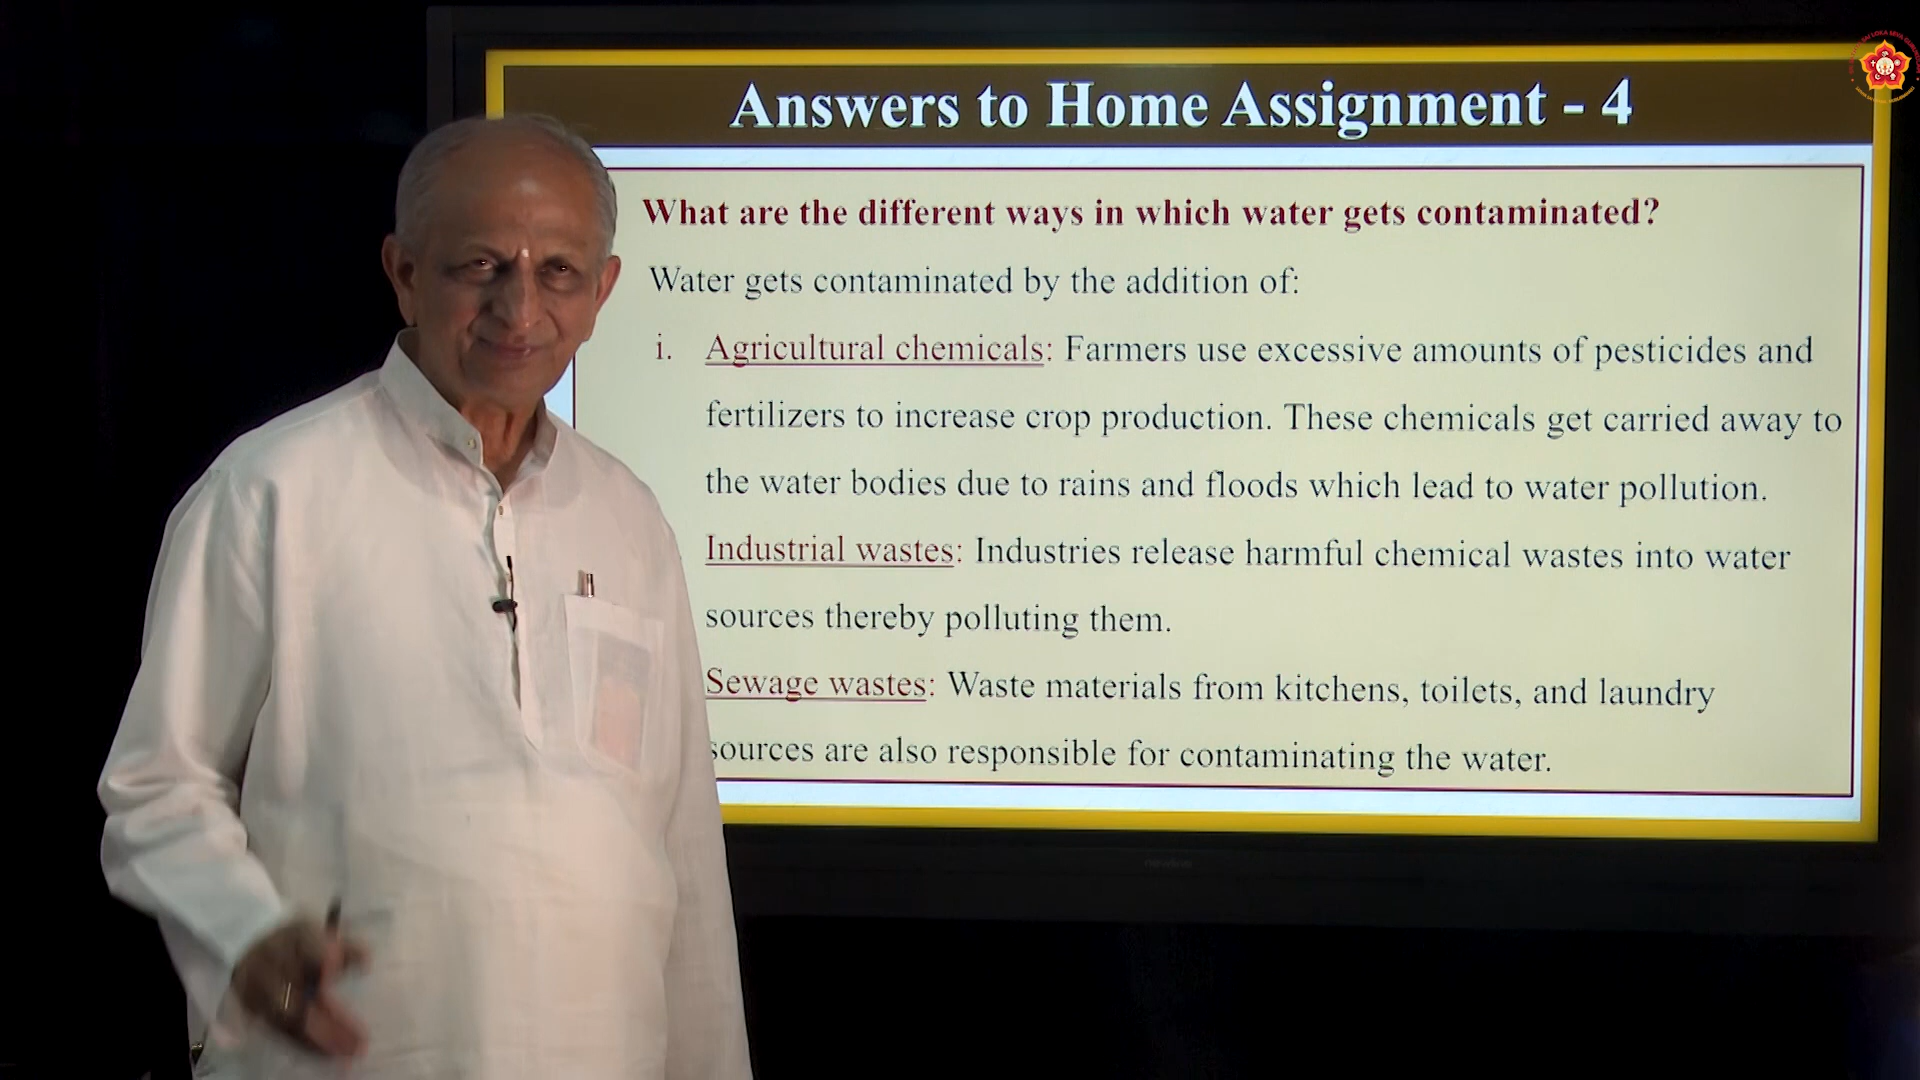 Answers to Home Assignment - 4
What are the different ways in which water gets contaminated?
Water gets contaminated by the addition of:
i. Agricultural chemicals: Farmers use excessive amounts of pesticides and
fertilizers to increase crop production. These chemicals get carried away to
the water bodies due to rains and floods which lead to water pollution.
Industrial wastes: Industries release harmful chemical wastes into water
sources thereby polluting them.
Sewage wastes: Waste materials from kitchens, toilets, and laundry
sources are also responsible for contaminating the water.